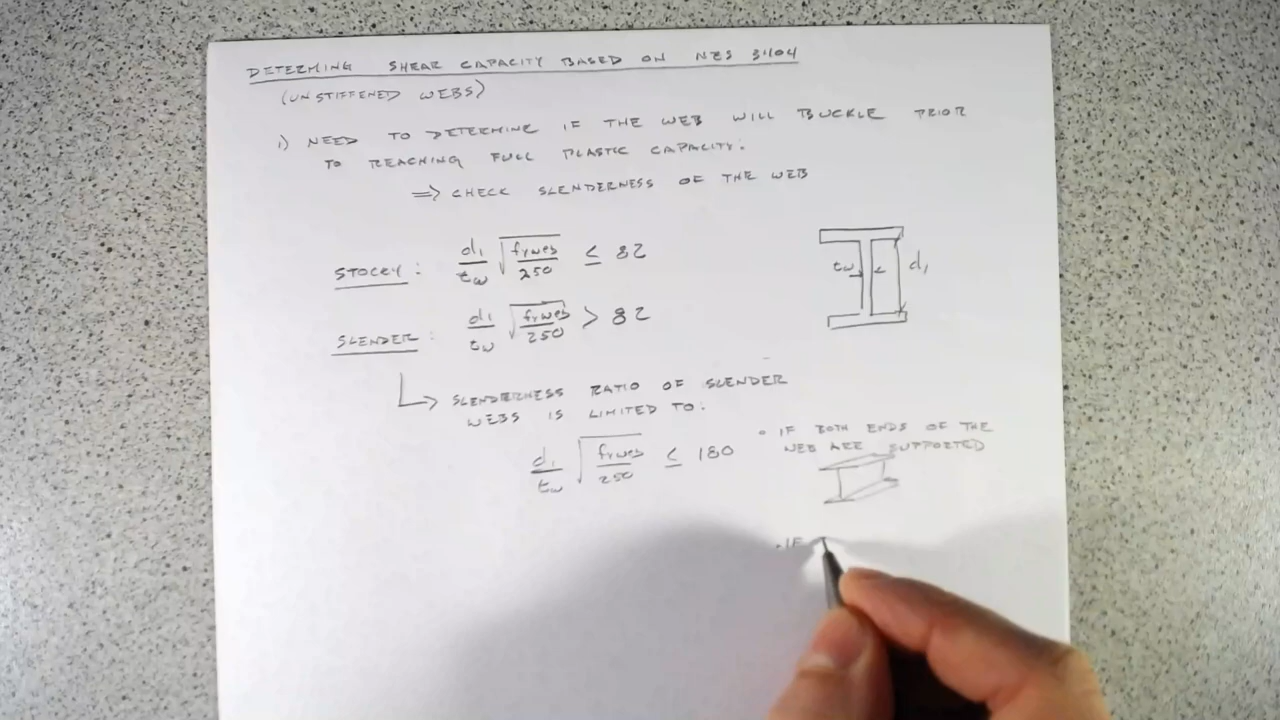 DETERMING SHEAR CAPACITY BASED ON NZS 3404
(UNSTIFFENED WEBS)
1) NEED TO DETERMINE IF THE WEB WILL BUCKLE PRIOR
TO REACHING FULL PLASTIC CAPACITY.
⇒ CHECK SLENDERNESS OF THE WEB
STOCKY : d1/tw √(fyweb/250) ≤ 82
tw d1
SLENDER : d1/tw √(fyweb/250) > 82
SLENDERNESS RATIO OF SLENDER
WEBS IS LIMITED TO:
d1/tw √(fyweb/250) ≤ 180
• IF BOTH ENDS OF THE
WEB ARE SUPPORTED
• IF